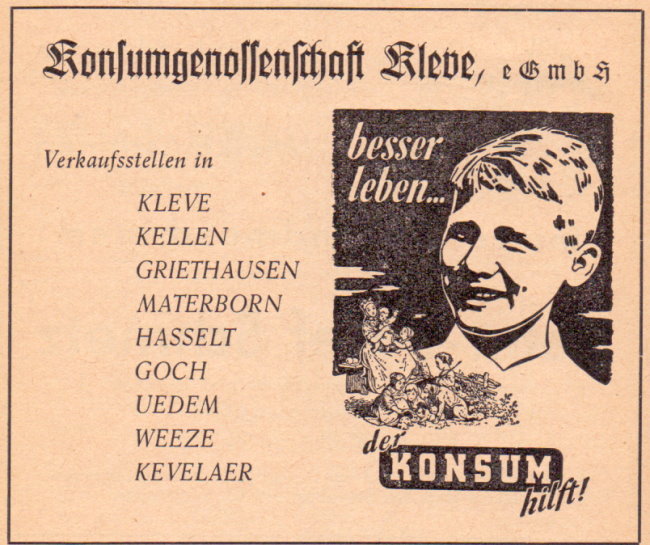 Konsumgenossenschaft Kleve, eGmbH
Verkaufsstellen in
KLEVE
KELLEN
GRIETHAUSEN
MATERBORN
HASSELT
GOCH
UEDEM
WEEZE
KEVELAER
besser
leben...
der
KONSUM
hilft!